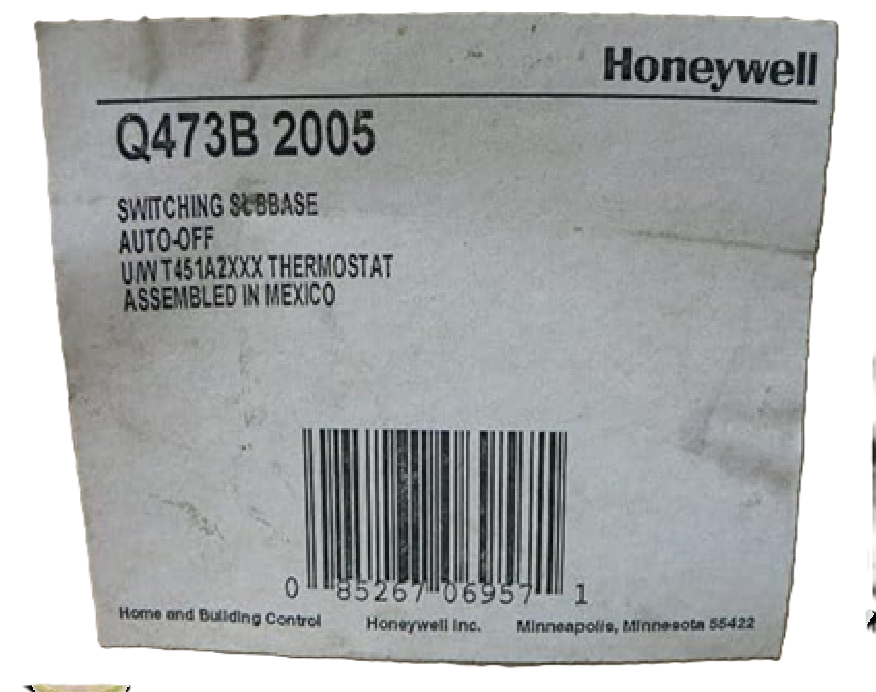 Honeywell
Q473B 2005
SWITCHING SUBBASE
AUTO-OFF
U/W T451A2XXX THERMOSTAT
ASSEMBLED IN MEXICO
0 85267 06957 1
Home and Building Control Honeywell Inc. Minneapolis, Minnesota 55422